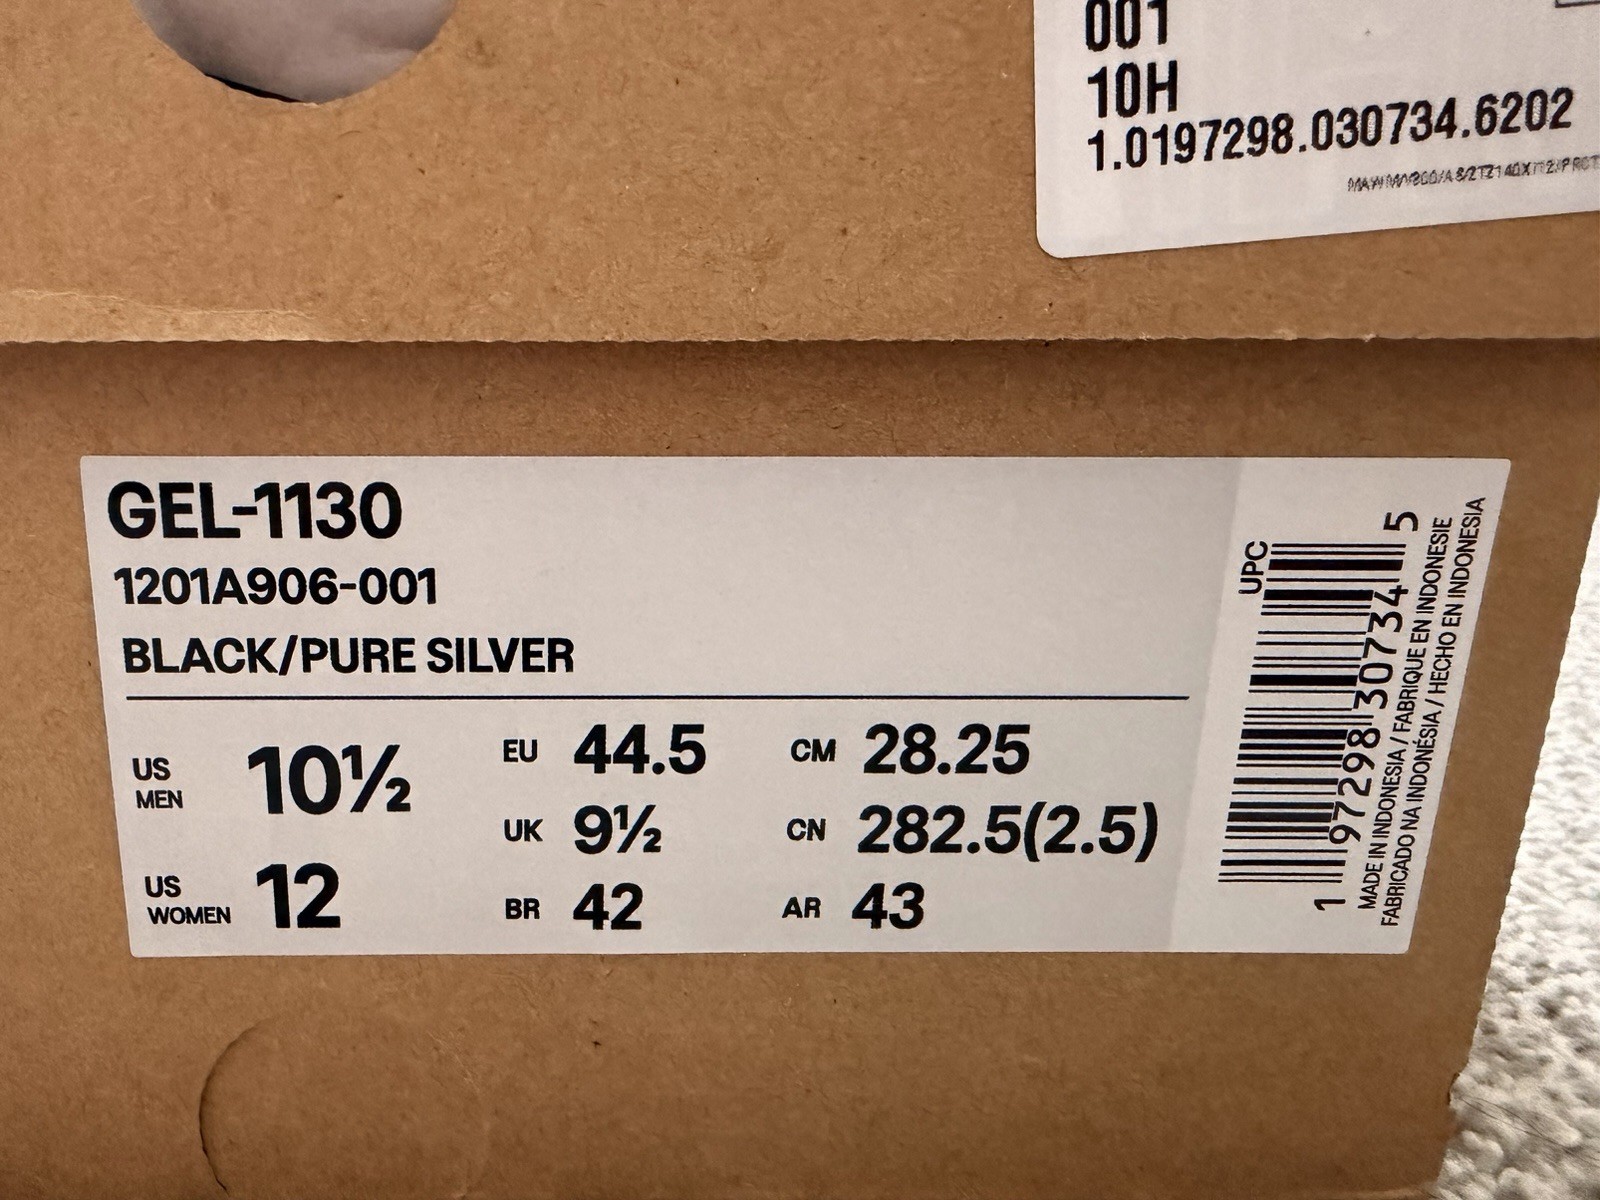 001
10H
1.0197298.030734.6202
GEL-1130
1201A906-001
BLACK/PURE SILVER
US MEN 10½
EU 44.5
CM 28.25
UK 9½
CN 282.5(2.5)
US WOMEN 12
BR 42
AR 43
UPC
1 97298 30734 5
MADE IN INDONESIA / FABRIQUE EN INDONESIE
FABRICADO NA INDONÉSIA / HECHO EN INDONESIA